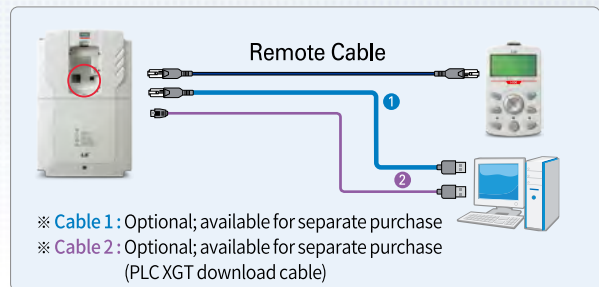 Remote Cable
1
2
※ Cable 1 : Optional; available for separate purchase
※ Cable 2 : Optional; available for separate purchase
(PLC XGT download cable)